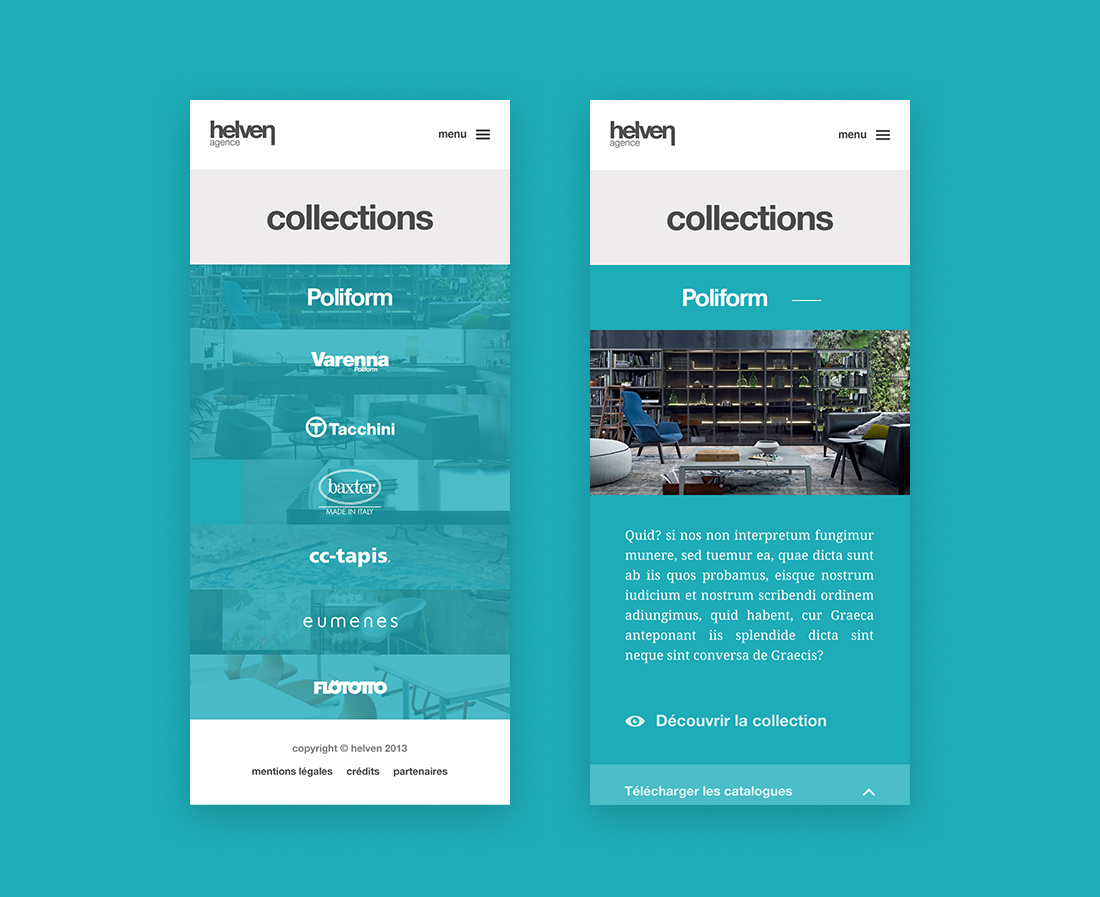 helven
agence
menu
collections
Poliform
Varenna
Poliform
Tacchini
baxter
MADE IN ITALY
cc-tapis
eumenes
FLÖTOTTO
copyright © helven 2013
mentions légales crédits partenaires
helven
agence
menu
collections
Poliform
Quid? si nos non interpretum fungimur
munere, sed tuemur ea, quae dicta sunt
ab iis quos probamus, eisque nostrum
iudicium et nostrum scribendi ordinem
adiungimus, quid habent, cur Graeca
anteponant iis splendide dicta sint
neque sint conversa de Graecis?
Découvrir la collection
Télécharger les catalogues